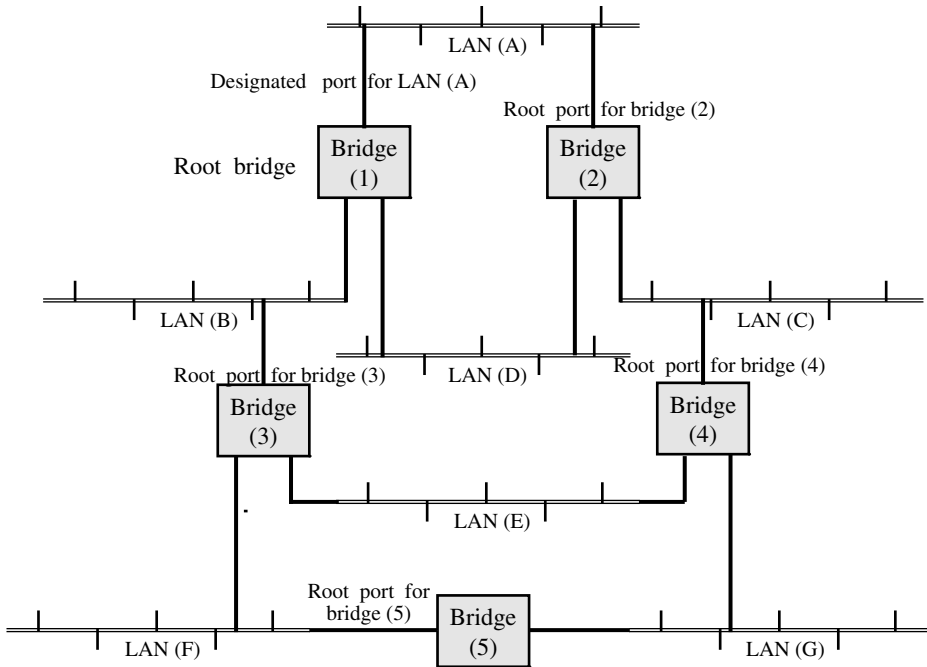 LAN (A)
Designated port for LAN (A)
Root port for bridge (2)
Root bridge
Bridge
(1)
Bridge
(2)
LAN (B)
LAN (C)
LAN (D)
Root port for bridge (3)
Root port for bridge (4)
Bridge
(3)
Bridge
(4)
LAN (E)
Root port for
bridge (5)
Bridge
(5)
LAN (F)
LAN (G)